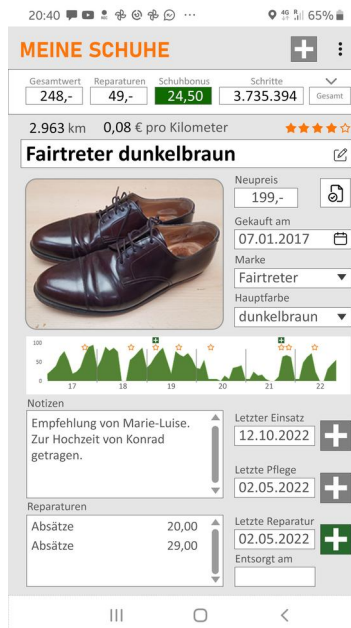 20:40
4G
65%
MEINE SCHUHE
Gesamtwert Reparaturen Schuhbonus Schritte
248,- 49,- 24,50 3.735.394 Gesamt
2.963 km 0,08 € pro Kilometer
Fairtreter dunkelbraun
Neupreis
199,-
Gekauft am
07.01.2017
Marke
Fairtreter
Hauptfarbe
dunkelbraun
100
50
0
17 18 19 20 21 22
Notizen
Empfehlung von Marie-Luise.
Zur Hochzeit von Konrad
getragen.
Letzter Einsatz
12.10.2022
Letzte Pflege
02.05.2022
Reparaturen
Absätze 20,00
Absätze 29,00
Letzte Reparatur
02.05.2022
Entsorgt am